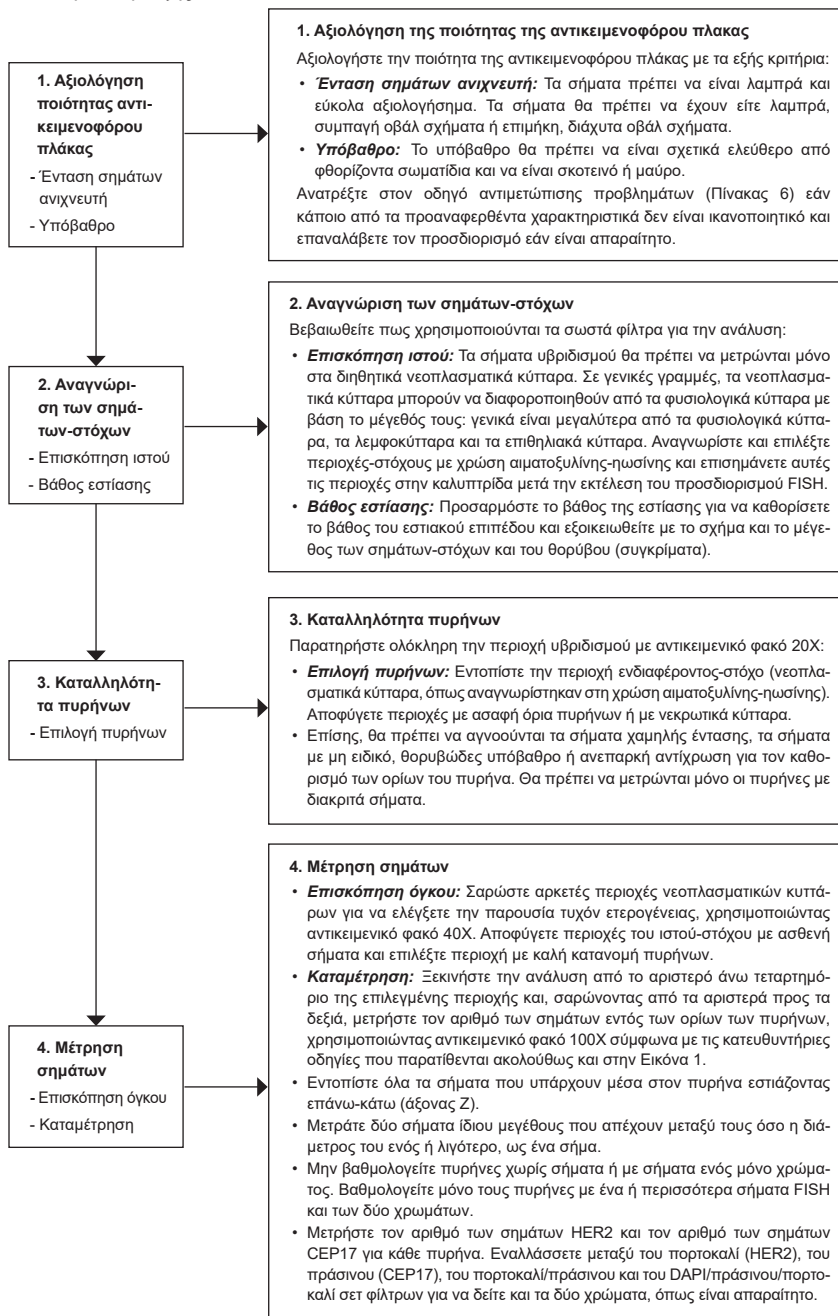 1. Αξιολόγηση της ποιότητας της αντικειμενοφόρου πλακας
Αξιολογήστε την ποιότητα της αντικειμενοφόρου πλάκας με τα εξής κριτήρια:
• Ένταση σημάτων ανιχνευτή: Τα σήματα πρέπει να είναι λαμπρά και
εύκολα αξιολογήσημα. Τα σήματα θα πρέπει να έχουν είτε λαμπρά,
συμπαγή οβάλ σχήματα ή επιμήκη, διάχυτα οβάλ σχήματα.
• Υπόβαθρο: Το υπόβαθρο θα πρέπει να είναι σχετικά ελεύθερο από
φθορίζοντα σωματίδια και να είναι σκοτεινό ή μαύρο.
Ανατρέξτε στον οδηγό αντιμετώπισης προβλημάτων (Πίνακας 6) εάν
κάποιο από τα προαναφερθέντα χαρακτηριστικά δεν είναι ικανοποιητικό και
επαναλάβετε τον προσδιορισμό εάν είναι απαραίτητο.
1. Αξιολόγηση
ποιότητας αντι-
κειμενοφόρου
πλάκας
- Ένταση σημάτων
ανιχνευτή
- Υπόβαθρο
2. Αναγνώριση των σημάτων-στόχων
Βεβαιωθείτε πως χρησιμοποιούνται τα σωστά φίλτρα για την ανάλυση:
• Επισκόπηση ιστού: Τα σήματα υβριδισμού θα πρέπει να μετρώνται μόνο
στα διηθητικά νεοπλασματικά κύτταρα. Σε γενικές γραμμές, τα νεοπλασμα-
τικά κύτταρα μπορούν να διαφοροποιηθούν από τα φυσιολογικά κύτταρα με
βάση το μέγεθός τους: γενικά είναι μεγαλύτερα από τα φυσιολογικά κύττα-
ρα, τα λεμφοκύτταρα και τα επιθηλιακά κύτταρα. Αναγνωρίστε και επιλέξτε
περιοχές-στόχους με χρώση αιματοξυλίνης-ηωσίνης και επισημάνετε αυτές
τις περιοχές στην καλυπτρίδα μετά την εκτέλεση του προσδιορισμού FISH.
• Βάθος εστίασης: Προσαρμόστε το βάθος της εστίασης για να καθορίσετε
το βάθος του εστιακού επιπέδου και εξοικειωθείτε με το σχήμα και το μέγε-
θος των σημάτων-στόχων και του θορύβου (συγκρίματα).
2. Αναγνώρι-
ση των σημά-
των-στόχων
- Επισκόπηση ιστού
- Βάθος εστίασης
3. Καταλληλότητα πυρήνων
Παρατηρήστε ολόκληρη την περιοχή υβριδισμού με αντικειμενικό φακό 20X:
• Επιλογή πυρήνων: Εντοπίστε την περιοχή ενδιαφέροντος-στόχο (νεοπλα-
σματικά κύτταρα, όπως αναγνωρίστηκαν στη χρώση αιματοξυλίνης-ηωσίνης).
Αποφύγετε περιοχές με ασαφή όρια πυρήνων ή με νεκρωτικά κύτταρα.
• Επίσης, θα πρέπει να αγνοούνται τα σήματα χαμηλής έντασης, τα σήματα
με μη ειδικό, θορυβώδες υπόβαθρο ή ανεπαρκή αντίχρωση για τον καθο-
ρισμό των ορίων του πυρήνα. Θα πρέπει να μετρώνται μόνο οι πυρήνες με
διακριτά σήματα.
3. Καταλληλότη-
τα πυρήνων
- Επιλογή πυρήνων
4. Μέτρηση σημάτων
• Επισκόπηση όγκου: Σαρώστε αρκετές περιοχές νεοπλασματικών κυττά-
ρων για να ελέγξετε την παρουσία τυχόν ετερογένειας, χρησιμοποιώντας
αντικειμενικό φακό 40X. Αποφύγετε περιοχές του ιστού-στόχου με ασθενή
σήματα και επιλέξτε περιοχή με καλή κατανομή πυρήνων.
• Καταμέτρηση: Ξεκινήστε την ανάλυση από το αριστερό άνω τεταρτημό-
ριο της επιλεγμένης περιοχής και, σαρώνοντας από τα αριστερά προς τα
δεξιά, μετρήστε τον αριθμό των σημάτων εντός των ορίων των πυρήνων,
χρησιμοποιώντας αντικειμενικό φακό 100X σύμφωνα με τις κατευθυντήριες
οδηγίες που παρατίθενται ακολούθως και στην Εικόνα 1.
• Εντοπίστε όλα τα σήματα που υπάρχουν μέσα στον πυρήνα εστιάζοντας
επάνω-κάτω (άξονας Z).
• Μετράτε δύο σήματα ίδιου μεγέθους που απέχουν μεταξύ τους όσο η διά-
μετρος του ενός ή λιγότερο, ως ένα σήμα.
• Μην βαθμολογείτε πυρήνες χωρίς σήματα ή με σήματα ενός μόνο χρώμα-
τος. Βαθμολογείτε μόνο τους πυρήνες με ένα ή περισσότερα σήματα FISH
και των δύο χρωμάτων.
• Μετρήστε τον αριθμό των σημάτων HER2 και τον αριθμό των σημάτων
CEP17 για κάθε πυρήνα. Εναλλάσσετε μεταξύ του πορτοκαλί (HER2), του
πράσινου (CEP17), του πορτοκαλί/πράσινου και του DAPI/πράσινου/πορτο-
καλί σετ φίλτρων για να δείτε και τα δύο χρώματα, όπως είναι απαραίτητο.
4. Μέτρηση
σημάτων
- Επισκόπηση όγκου
- Καταμέτρηση